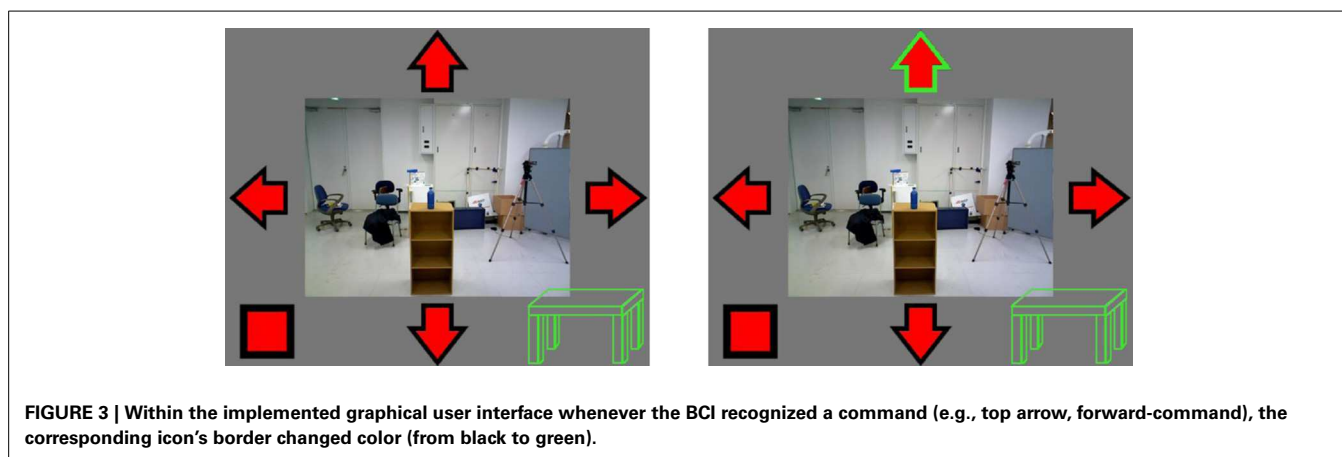 FIGURE 3 | Within the implemented graphical user interface whenever the BCI recognized a command (e.g., top arrow, forward-command), the
corresponding icon's border changed color (from black to green).